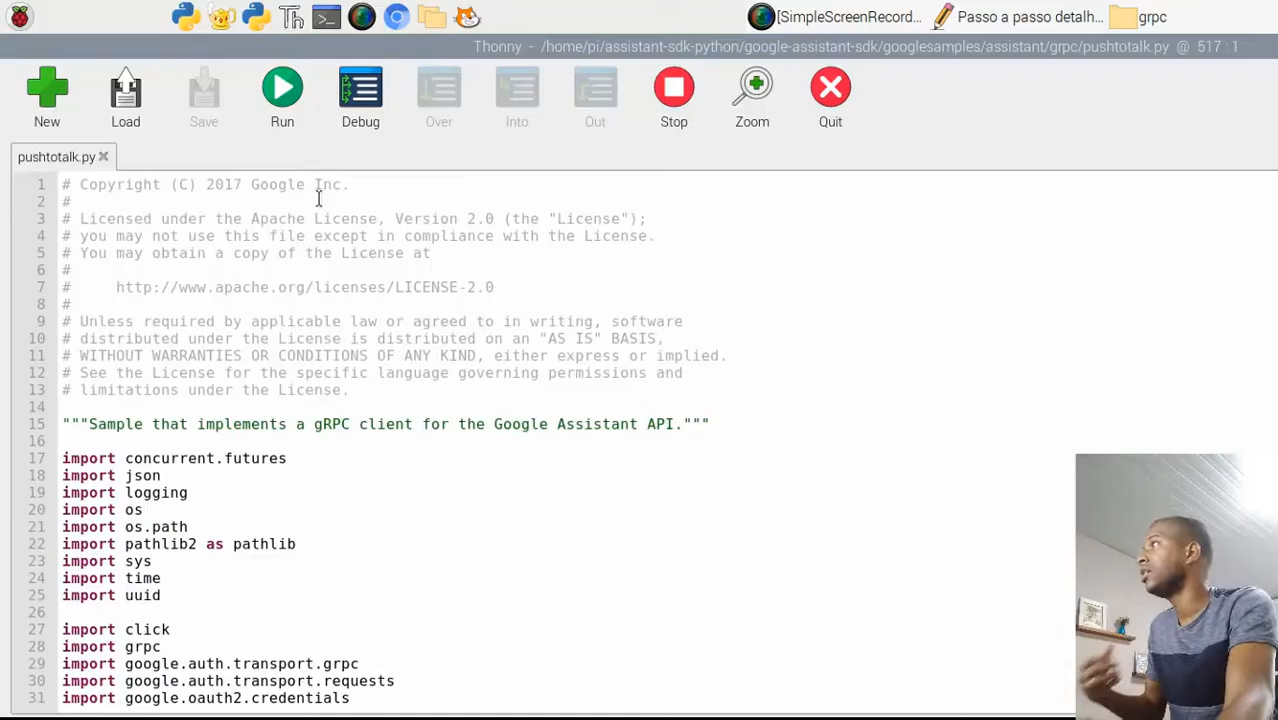 [SimpleScreenRecord... Passo a passo detalh... grpc
Thonny - /home/pi/assistant-sdk-python/google-assistant-sdk/googlesamples/assistant/grpc/pushtotalk.py @ 517 : 1
New Load Save Run Debug Over Into Out Stop Zoom Quit
pushtotalk.py
1 # Copyright (C) 2017 Google Inc.
2 #
3 # Licensed under the Apache License, Version 2.0 (the "License");
4 # you may not use this file except in compliance with the License.
5 # You may obtain a copy of the License at
6 #
7 #     http://www.apache.org/licenses/LICENSE-2.0
8 #
9 # Unless required by applicable law or agreed to in writing, software
10 # distributed under the License is distributed on an "AS IS" BASIS,
11 # WITHOUT WARRANTIES OR CONDITIONS OF ANY KIND, either express or implied.
12 # See the License for the specific language governing permissions and
13 # limitations under the License.
14
15 """Sample that implements a gRPC client for the Google Assistant API."""
16
17 import concurrent.futures
18 import json
19 import logging
20 import os
21 import os.path
22 import pathlib2 as pathlib
23 import sys
24 import time
25 import uuid
26
27 import click
28 import grpc
29 import google.auth.transport.grpc
30 import google.auth.transport.requests
31 import google.oauth2.credentials